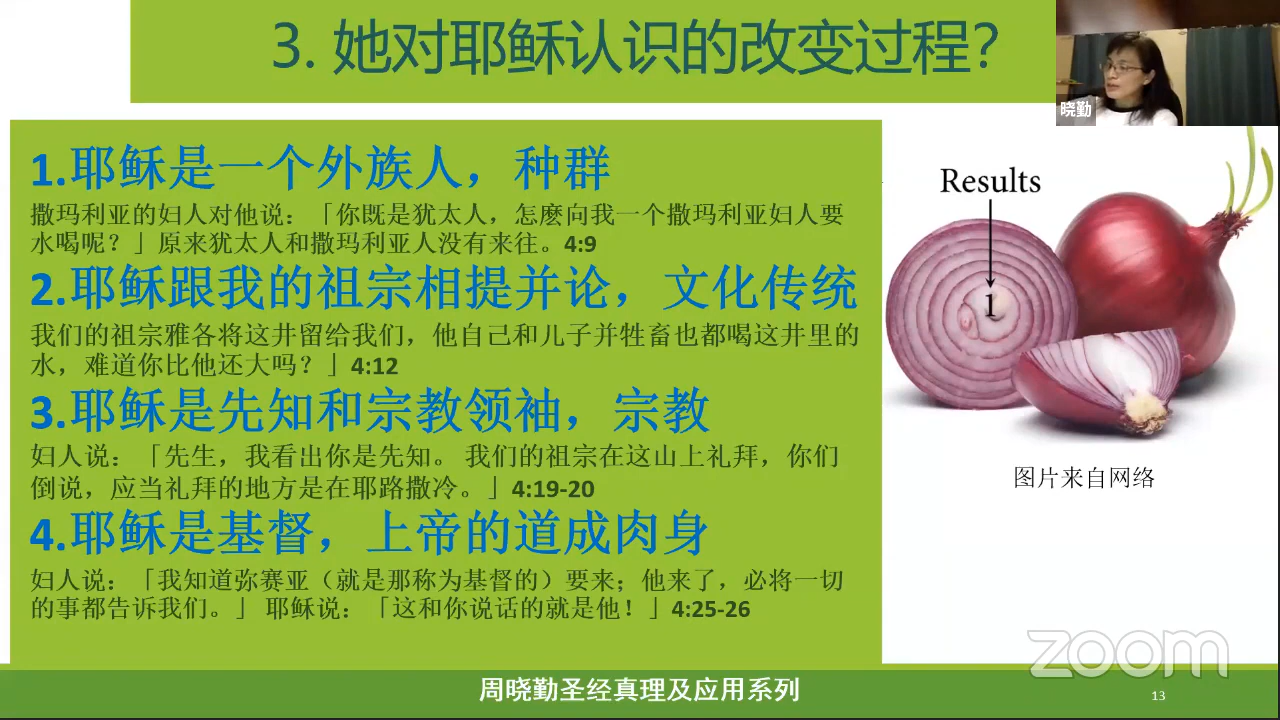 3. 她对耶稣认识的改变过程？
晓勤
1.耶稣是一个外族人，种群
撒玛利亚的妇人对他说：「你既是犹太人，怎麽向我一个撒玛利亚妇人要
水喝呢？」原来犹太人和撒玛利亚人没有来往。4:9
2.耶稣跟我的祖宗相提并论，文化传统
我们的祖宗雅各将这井留给我们，他自己和儿子并牲畜也都喝这井里的
水，难道你比他还大吗？」4:12
3.耶稣是先知和宗教领袖，宗教
妇人说：「先生，我看出你是先知。 我们的祖宗在这山上礼拜，你们
倒说，应当礼拜的地方是在耶路撒冷。」4:19-20
4.耶稣是基督，上帝的道成肉身
妇人说：「我知道弥赛亚（就是那称为基督的）要来；他来了，必将一切
的事都告诉我们。」 耶稣说：「这和你说话的就是他！」4:25-26
Results
1
图片来自网络
zoom
周晓勤圣经真理及应用系列
13